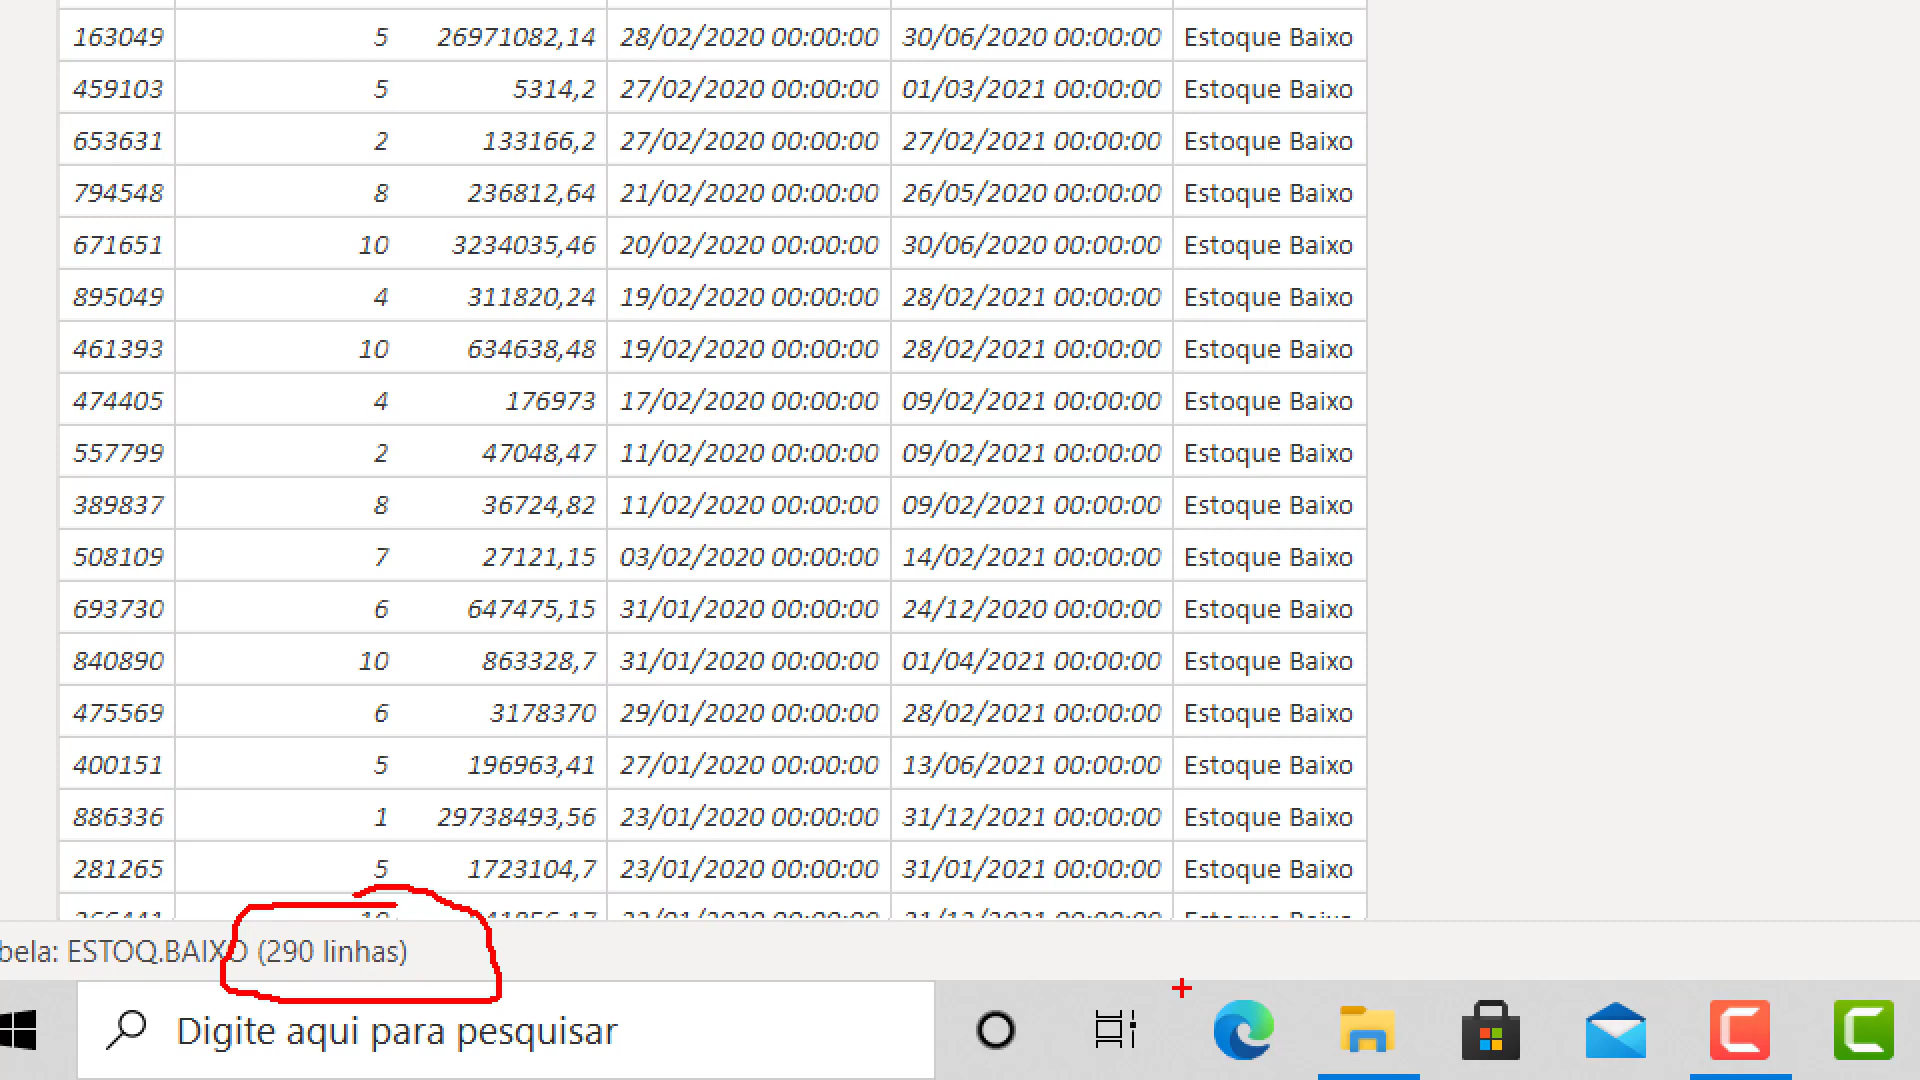 163049 5 26971082,14 28/02/2020 00:00:00 30/06/2020 00:00:00 Estoque Baixo
459103 5 5314,2 27/02/2020 00:00:00 01/03/2021 00:00:00 Estoque Baixo
653631 2 133166,2 27/02/2020 00:00:00 27/02/2021 00:00:00 Estoque Baixo
794548 8 236812,64 21/02/2020 00:00:00 26/05/2020 00:00:00 Estoque Baixo
671651 10 3234035,46 20/02/2020 00:00:00 30/06/2020 00:00:00 Estoque Baixo
895049 4 311820,24 19/02/2020 00:00:00 28/02/2021 00:00:00 Estoque Baixo
461393 10 634638,48 19/02/2020 00:00:00 28/02/2021 00:00:00 Estoque Baixo
474405 4 176973 17/02/2020 00:00:00 09/02/2021 00:00:00 Estoque Baixo
557799 2 47048,47 11/02/2020 00:00:00 09/02/2021 00:00:00 Estoque Baixo
389837 8 36724,82 11/02/2020 00:00:00 09/02/2021 00:00:00 Estoque Baixo
508109 7 27121,15 03/02/2020 00:00:00 14/02/2021 00:00:00 Estoque Baixo
693730 6 647475,15 31/01/2020 00:00:00 24/12/2020 00:00:00 Estoque Baixo
840890 10 863328,7 31/01/2020 00:00:00 01/04/2021 00:00:00 Estoque Baixo
475569 6 3178370 29/01/2020 00:00:00 28/02/2021 00:00:00 Estoque Baixo
400151 5 196963,41 27/01/2020 00:00:00 13/06/2021 00:00:00 Estoque Baixo
886336 1 29738493,56 23/01/2020 00:00:00 31/12/2021 00:00:00 Estoque Baixo
281265 5 1723104,7 23/01/2020 00:00:00 31/01/2021 00:00:00 Estoque Baixo
bela: ESTOQ.BAIXO (290 linhas)
Digite aqui para pesquisar